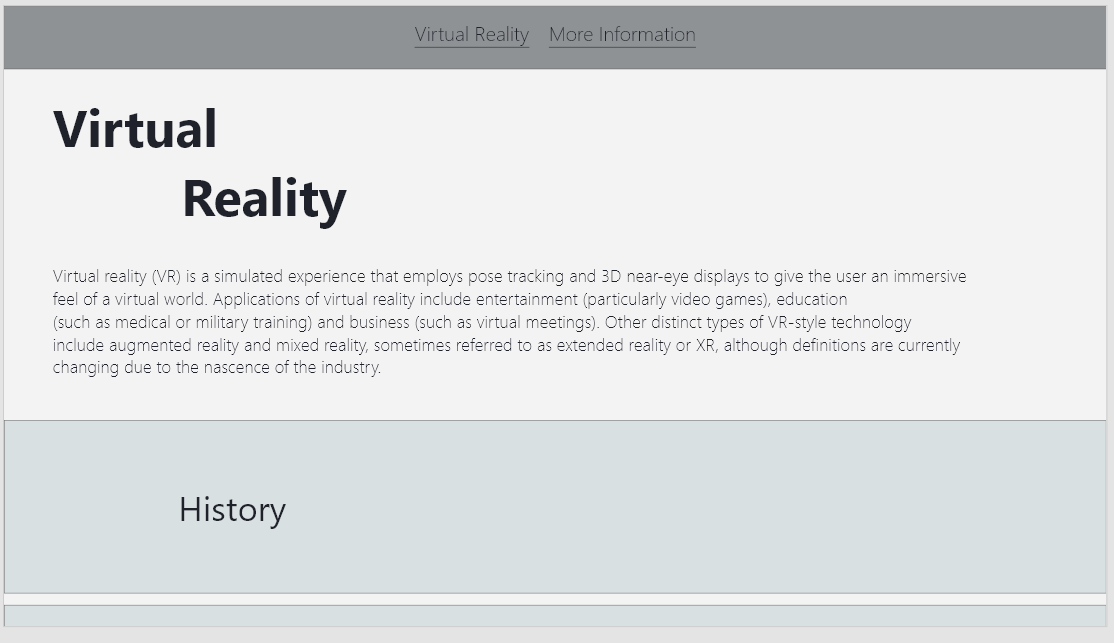 Virtual Reality More Information
Virtual
Reality
Virtual reality (VR) is a simulated experience that employs pose tracking and 3D near-eye displays to give the user an immersive
feel of a virtual world. Applications of virtual reality include entertainment (particularly video games), education
(such as medical or military training) and business (such as virtual meetings). Other distinct types of VR-style technology
include augmented reality and mixed reality, sometimes referred to as extended reality or XR, although definitions are currently
changing due to the nascence of the industry.
History